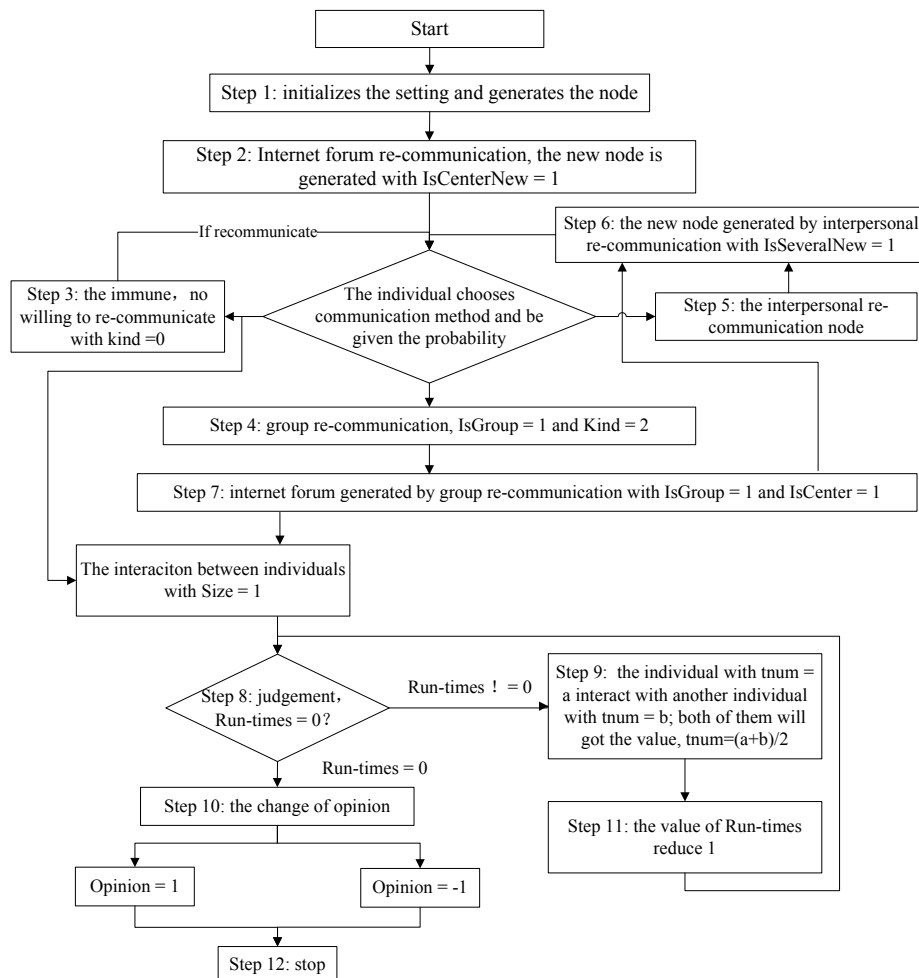 Start
Step 1: initializes the setting and generates the node
Step 2: Internet forum re-communication, the new node is
generated with IsCenterNew = 1
If recommunicate
Step 6: the new node generated by interpersonal
re-communication with IsSeveralNew = 1
Step 3: the immune，no
willing to re-communicate
with kind =0
The individual chooses
communication method and be
given the probability
Step 5: the interpersonal re-
communication node
Step 4: group re-communication, IsGroup = 1 and Kind = 2
Step 7: internet forum generated by group re-communication with IsGroup = 1 and IsCenter = 1
The interaciton between individuals
with Size = 1
Step 8: judgement，
Run-times = 0？
Run-times！= 0
Step 9: the individual with tnum =
a interact with another individual
with tnum = b; both of them will
got the value, tnum=(a+b)/2
Run-times = 0
Step 10: the change of opinion
Step 11: the value of Run-times
reduce 1
Opinion = 1
Opinion = -1
Step 12: stop